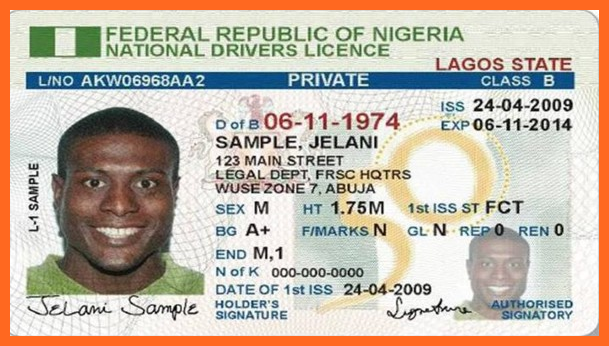 FEDERAL REPUBLIC OF NIGERIA
NATIONAL DRIVERS LICENCE
LAGOS STATE
L/NO AKW06968AA2 PRIVATE CLASS B
ISS 24-04-2009
D of B 06-11-1974 EXP 06-11-2014
SAMPLE, JELANI
123 MAIN STREET
LEGAL DEPT, FRSC HQTRS
WUSE ZONE 7, ABUJA
SEX M HT 1.75M 1st ISS ST FCT
BG A+ F/MARKS N GL N REP 0 REN 0
END M,1
N of K 000-000-0000
DATE OF 1st ISS 24-04-2009
HOLDER'S SIGNATURE
AUTHORISED SIGNATORY
L-1 SAMPLE
Jelani Sample
Signature